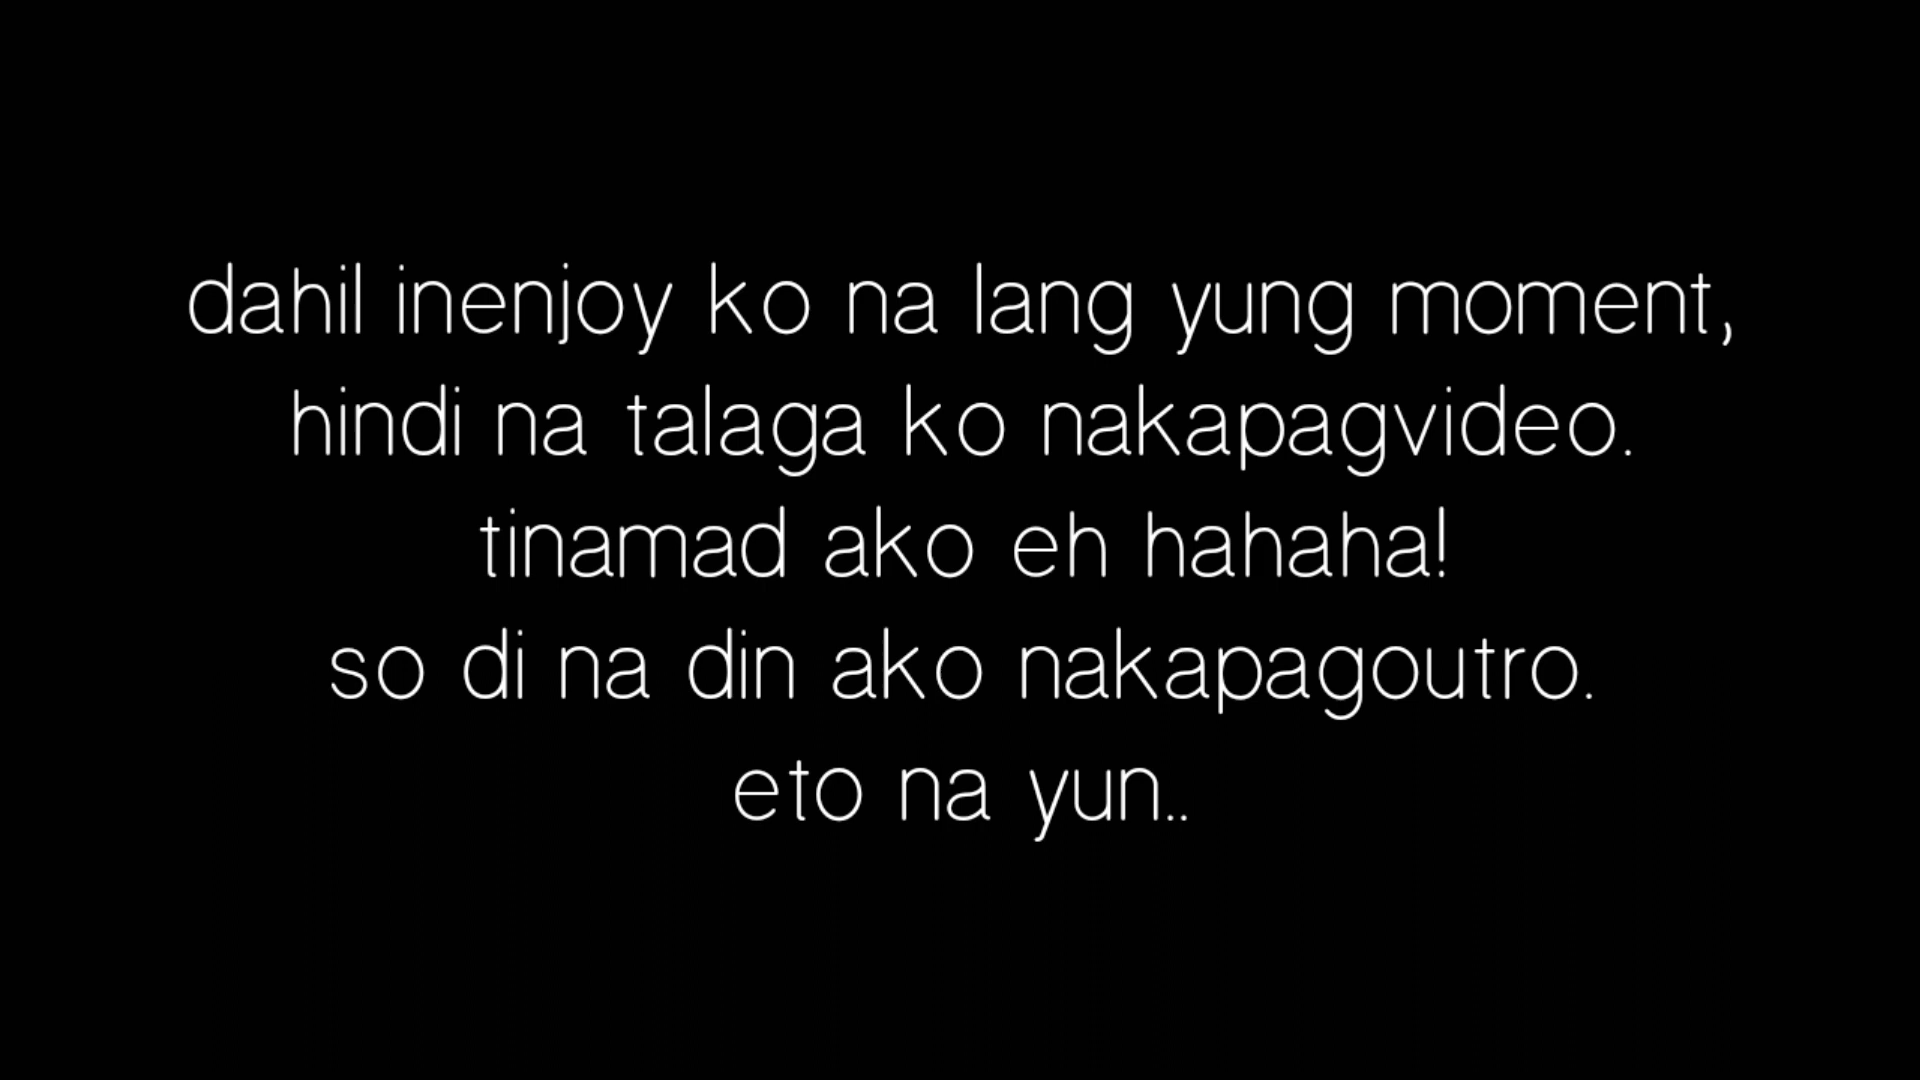 dahil inenjoy ko na lang yung moment,
hindi na talaga ko nakapagvideo.
tinamad ako eh hahaha!
so di na din ako nakapagoutro.
eto na yun..